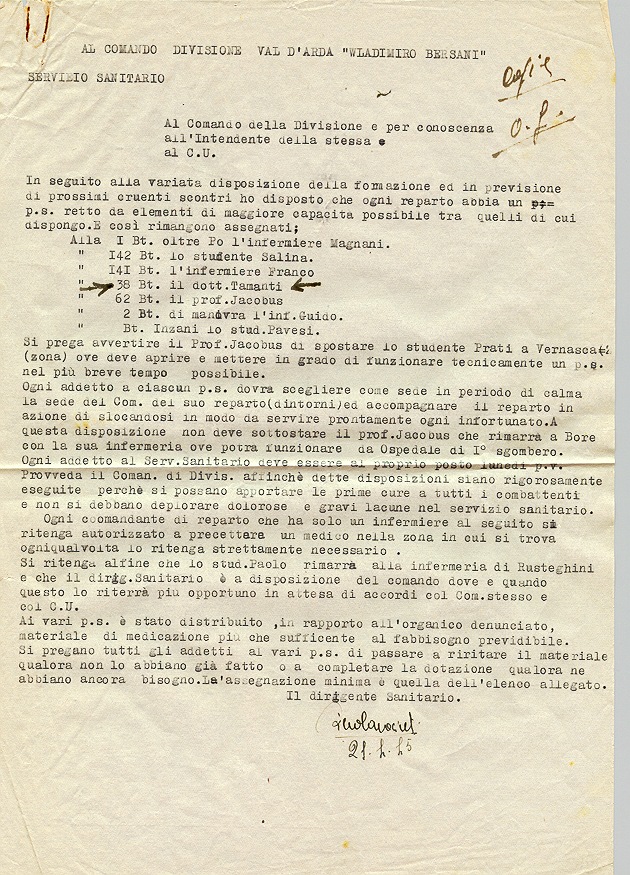 AL COMANDO DIVISIONE VAL D'ARDA "WLADIMIRO BERSANI"
SERVIZIO SANITARIO
copia
Al Comando della Divisione e per conoscenza
all'Intendente della stessa e
al C.U.
In seguito alla variata disposizione della formazione ed in previsione
di prossimi cruenti scontri ho disposto che ogni reparto abbia un
p.s. retto da elementi di maggiore capacita possibile tra quelli di cui
dispongo.E così rimangono assegnati;
Alla I Bt. oltre Po l'infermiere Magnani.
" 142 Bt. lo studente Salina.
" 141 Bt. l'infermiere Franco
" 38 Bt. il dott.Tamanti
" 62 Bt. il prof.Jacobus
" 2 Bt. di manovra l'inf.Guido.
" Bt. Inzani lo stud.Pavesi.
Si prega avvertire il Prof.Jacobus di spostare lo studente Prati a Vernasca
(zona) ove deve aprire e mettere in grado di funzionare tecnicamente un p.s.
nel più breve tempo possibile.
Ogni addetto a ciascun p.s. dovra scegliere come sede in periodo di calma
la sede del Com. del suo reparto(dintorni)ed accompagnare il reparto in
azione di slocandosi in modo da servire prontamente ogni infortunato.A
questa disposizione non deve sottostare il prof.Jacobus che rimarrà a Bore
con la sua infermeria ove potra funzionare da Ospedale di I° sgombero.
Ogni addetto al Serv.Sanitario deve essere al proprio posto lunedi p.v.
Provveda il Coman. di Divis. affinchè dette disposizioni siano rigorosamente
eseguite perchè si possano apportare le prime cure a tutti i combattenti
e non si debbano deplorare dolorose e gravi lacune nel servizio sanitario.
Ogni coomandante di reparto che ha solo un infermiere al seguito si
ritenga autorizzato a precettare un medico nella zona in cui si trova
ogniqualvolta lo ritenga strettamente necessario .
Si ritenga alfine che lo stud.Paolo rimarrà alla infermeria di Rusteghini
e che il dirig.Sanitario è a disposizione del comando dove e quando
questo lo riterrà più opportuno in attesa di accordi col Com.stesso e
col C.U.
Ai vari p.s. è stato distribuito ,in rapporto all'organico denunciato,
materiale di medicazione più che sufficente al fabbisogno previdibile.
Si pregano tutti gli addetti ai vari p.s. di passare a riritare il materiale
qualora non lo abbiano già fatto o a completare la dotazione qualora ne
abbiano ancora bisogno.La'assegnazione minima è quella dell'elenco allegato.
Il dirigente Sanitario.